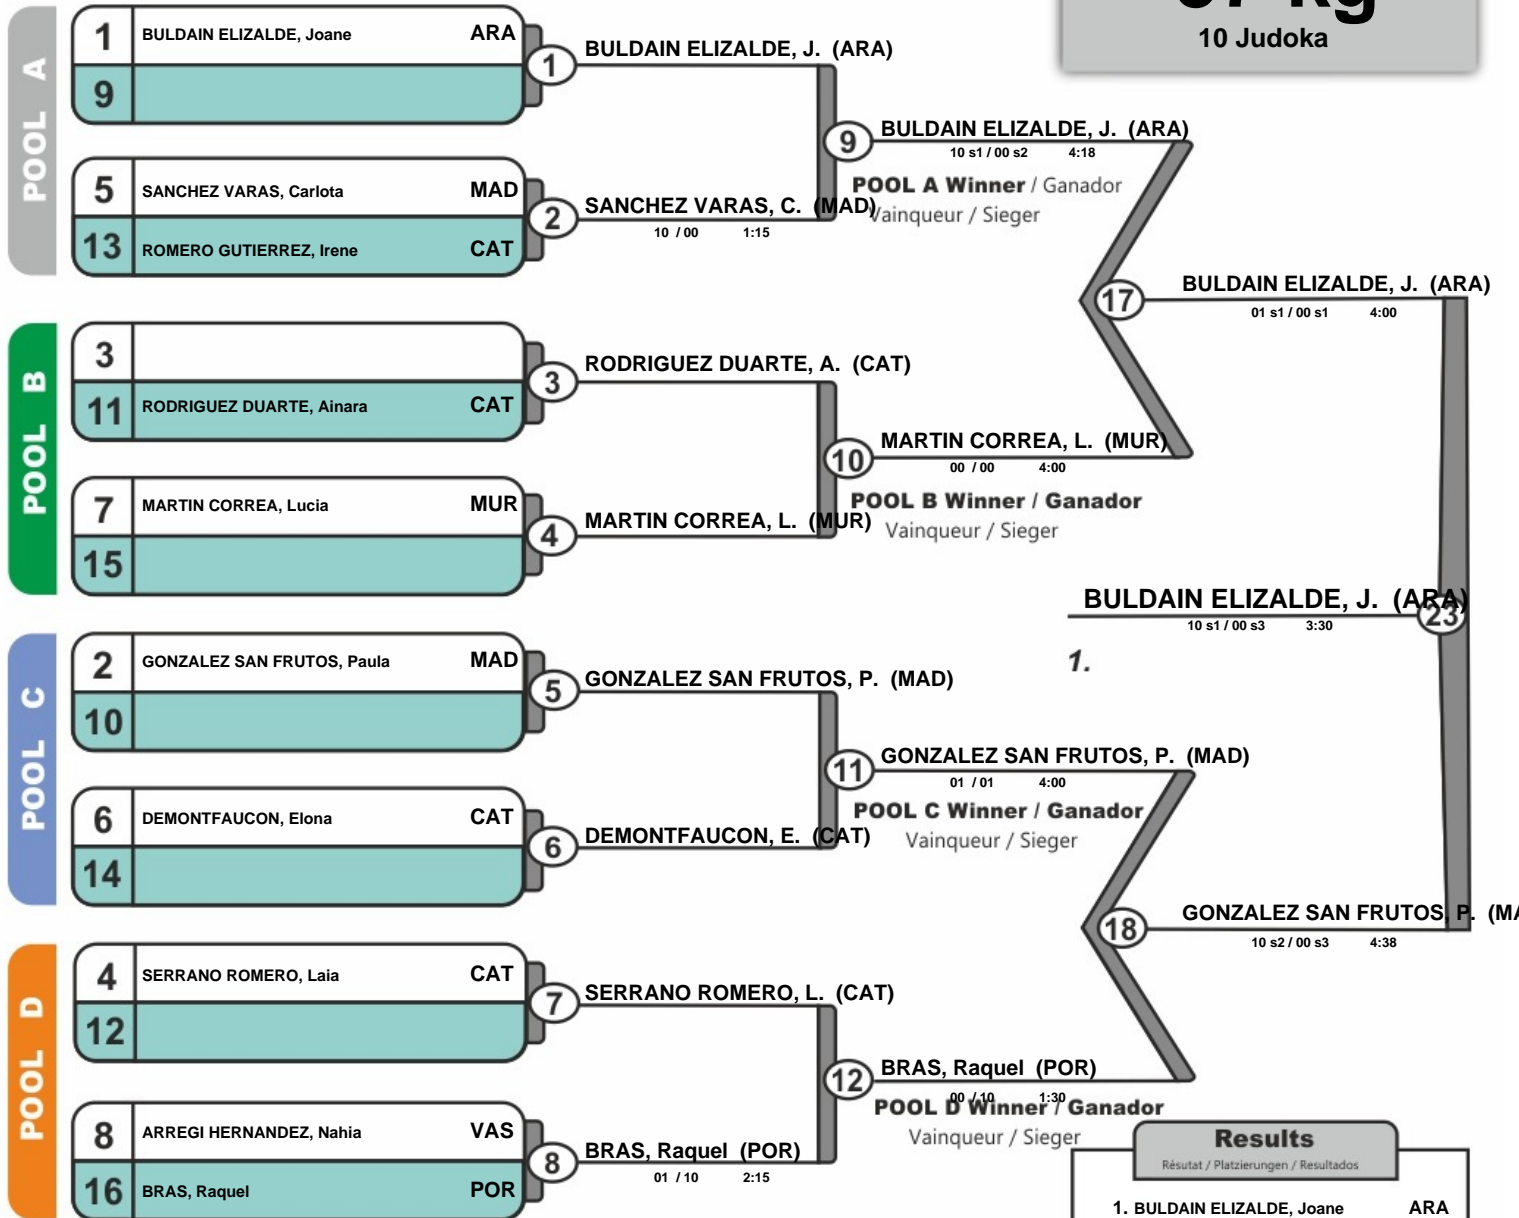 10 Judoka
POOL A
1 BULDAIN ELIZALDE, Joane ARA
9
5 SANCHEZ VARAS, Carlota MAD
13 ROMERO GUTIERREZ, Irene CAT
1 BULDAIN ELIZALDE, J. (ARA)
2 SANCHEZ VARAS, C. (MAD)
10 / 00 1:15
9 BULDAIN ELIZALDE, J. (ARA)
10 s1 / 00 s2 4:18
POOL A Winner / Ganador
Vainqueur / Sieger
POOL B
3
11 RODRIGUEZ DUARTE, Ainara CAT
7 MARTIN CORREA, Lucia MUR
15
3 RODRIGUEZ DUARTE, A. (CAT)
4 MARTIN CORREA, L. (MUR)
10 MARTIN CORREA, L. (MUR)
00 / 00 4:00
POOL B Winner / Ganador
Vainqueur / Sieger
17 BULDAIN ELIZALDE, J. (ARA)
01 s1 / 00 s1 4:00
BULDAIN ELIZALDE, J. (ARA)
23
10 s1 / 00 s3 3:30
1.
POOL C
2 GONZALEZ SAN FRUTOS, Paula MAD
10
6 DEMONTFAUCON, Elona CAT
14
5 GONZALEZ SAN FRUTOS, P. (MAD)
6 DEMONTFAUCON, E. (CAT)
11 GONZALEZ SAN FRUTOS, P. (MAD)
01 / 01 4:00
POOL C Winner / Ganador
Vainqueur / Sieger
18 GONZALEZ SAN FRUTOS, P. (MA
10 s2 / 00 s3 4:38
POOL D
4 SERRANO ROMERO, Laia CAT
12
8 ARREGI HERNANDEZ, Nahia VAS
16 BRAS, Raquel POR
7 SERRANO ROMERO, L. (CAT)
8 BRAS, Raquel (POR)
01 / 10 2:15
12 BRAS, Raquel (POR)
00 / 10 1:30
POOL D Winner / Ganador
Vainqueur / Sieger
Results
Résutat / Platzierungen / Resultados
1. BULDAIN ELIZALDE, Joane ARA